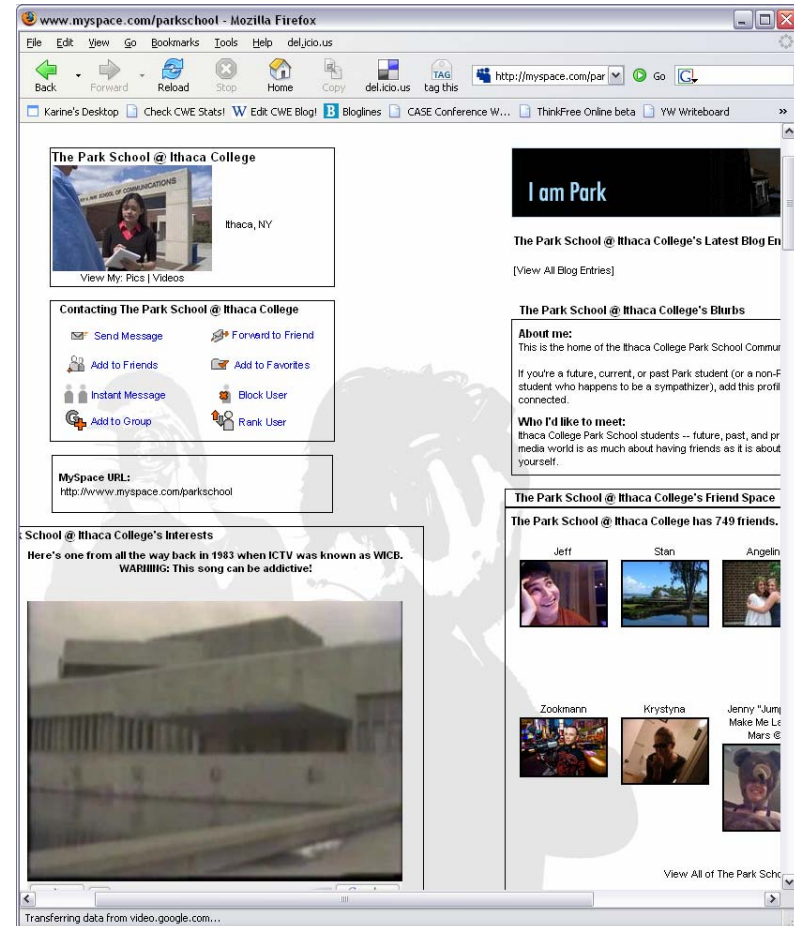 www.myspace.com/parkschool - Mozilla Firefox
File Edit View Go Bookmarks Tools Help del.icio.us
Back Forward Reload Stop Home Copy del.icio.us tag this
TAG
http://myspace.com/par Go G
Karine's Desktop Check CWE Stats! W Edit CWE Blog! B Bloglines CASE Conference W... ThinkFree Online beta YW Writeboard »
The Park School @ Ithaca College
PARK SCHOOL OF COMMUNICATIONS
Ithaca, NY
View My: Pics | Videos
Contacting The Park School @ Ithaca College
Send Message Forward to Friend
Add to Friends Add to Favorites
Instant Message Block User
Add to Group Rank User
MySpace URL:
http://www.myspace.com/parkschool
School @ Ithaca College's Interests
Here's one from all the way back in 1983 when ICTV was known as WICB.
WARNING: This song can be addictive!
I am Park
The Park School @ Ithaca College's Latest Blog En
[View All Blog Entries]
The Park School @ Ithaca College's Blurbs
About me:
This is the home of the Ithaca College Park School Commun
If you're a future, current, or past Park student (or a non-P
student who happens to be a sympathizer), add this profil
connected.
Who I'd like to meet:
Ithaca College Park School students -- future, past, and pr
media world is as much about having friends as it is about
yourself.
The Park School @ Ithaca College's Friend Space
The Park School @ Ithaca College has 749 friends.
Jeff Stan Angelin
Zookmann Krystyna Jenny "Jump
Make Me La
Mars @
View All of The Park Scho
Transferring data from video.google.com...